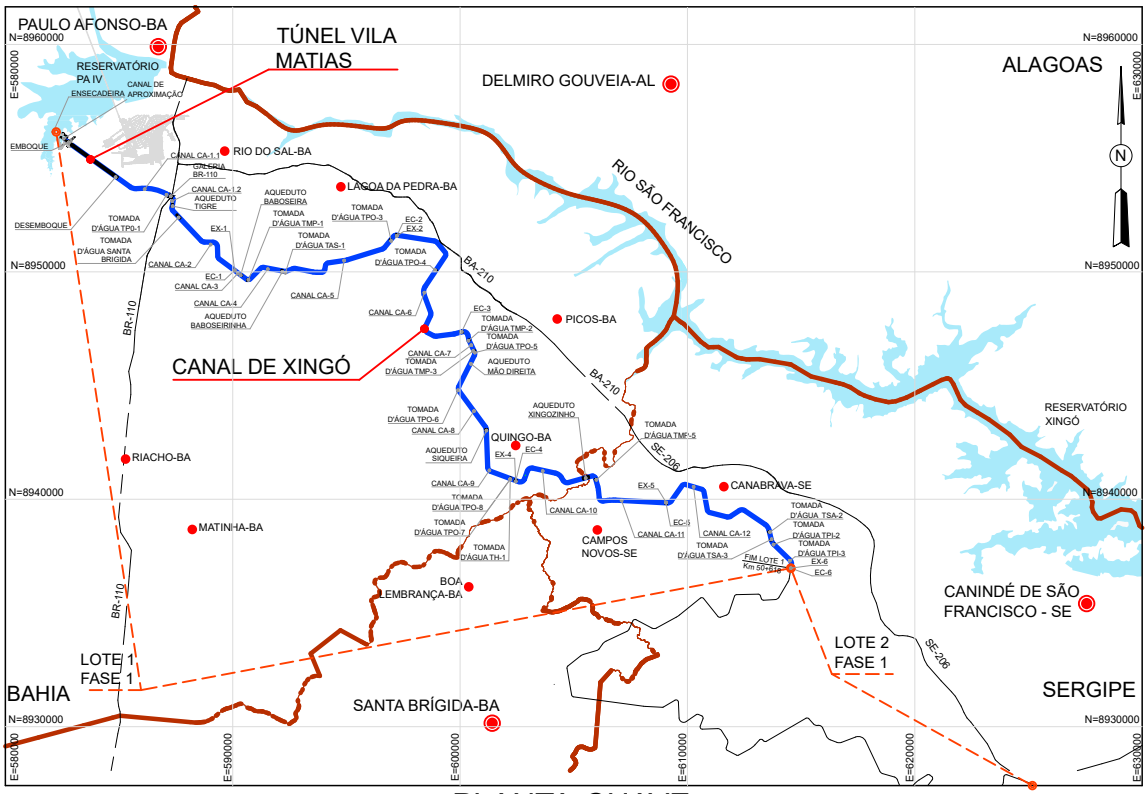 PAULO AFONSO-BA
N=8960000
E=580000
RESERVATÓRIO
PA IV
ENSECADEIRA
CANAL DE
APROXIMAÇÃO
TÚNEL VILA
MATIAS
DELMIRO GOUVEIA-AL
ALAGOAS
N=8960000
E=630000
N
EMBOQUE
RIO DO SAL-BA
CANAL CA-1.1
GALERIA
BR-110
CANAL CA-1.2
AQUEDUTO
TIGRE
LAGOA DA PEDRA-BA
RIO SÃO FRANCISCO
DESEMBOQUE
TOMADA
D'ÁGUA TPO-1
TOMADA
D'ÁGUA SANTA
BRIGIDA
CANAL CA-2
EX-1
AQUEDUTO
BABOSEIRA
TOMADA
D'ÁGUA TMP-1
TOMADA
D'ÁGUA TAS-1
TOMADA
D'ÁGUA TPO-3
EC-2
EX-2
TOMADA
D'ÁGUA TPO-4
BA-210
N=8950000
N=8950000
EC-1
CANAL CA-3
CANAL CA-4
AQUEDUTO
BABOSEIRINHA
CANAL CA-5
CANAL CA-6
BR-110
PICOS-BA
CANAL DE XINGÓ
EC-3
TOMADA
D'ÁGUA TMP-2
TOMADA
D'ÁGUA TPO-5
CANAL CA-7
TOMADA
D'ÁGUA TMP-3
AQUEDUTO
MÃO DIREITA
BA-210
TOMADA
D'ÁGUA TPO-6
CANAL CA-8
AQUEDUTO
XINGOZINHO
TOMADA
D'ÁGUA TMP-5
RESERVATÓRIO
XINGÓ
RIACHO-BA
AQUEDUTO
SIQUEIRA
QUINGO-BA
EX-4
EC-4
SE-206
CANAL CA-9
CANABRAVA-SE
N=8940000
N=8940000
TOMADA
D'ÁGUA TPO-8
CANAL CA-10
EX-5
TOMADA
D'ÁGUA TPO-7
TOMADA
D'ÁGUA TH-1
MATINHA-BA
CAMPOS
NOVOS-SE
CANAL CA-11
EC-5
CANAL CA-12
TOMADA
D'ÁGUA TSA-2
TOMADA
D'ÁGUA TPI-2
TOMADA
D'ÁGUA TSA-3
TOMADA
D'ÁGUA TPI-3
EX-6
EC-6
FIM LOTE 1
Km 50+818
BOA
LEMBRANÇA-BA
BR-110
CANINDÉ DE SÃO
FRANCISCO - SE
LOTE 1
FASE 1
LOTE 2
FASE 1
SE-206
BAHIA
SERGIPE
SANTA BRÍGIDA-BA
N=8930000
N=8930000
E=580000
E=590000
E=600000
E=6100000
E=6200000
E=630000